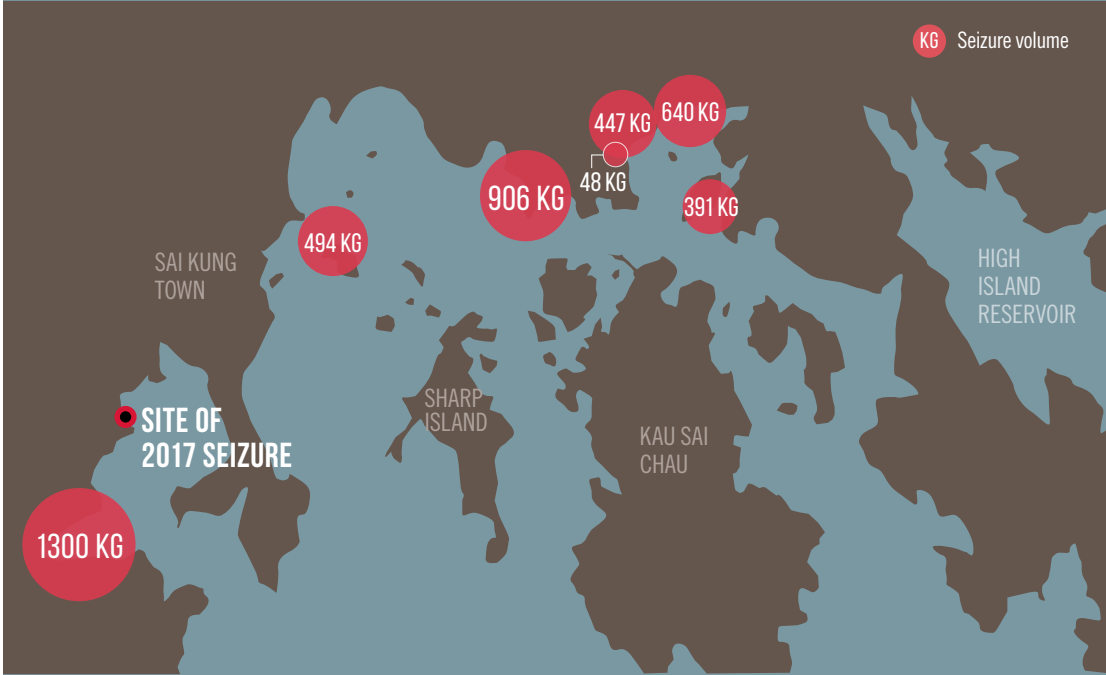 KG Seizure volume
447 KG
640 KG
48 KG
906 KG
391 KG
494 KG
SAI KUNG
TOWN
HIGH
ISLAND
RESERVOIR
SHARP
ISLAND
SITE OF
2017 SEIZURE
KAU SAI
CHAU
1300 KG